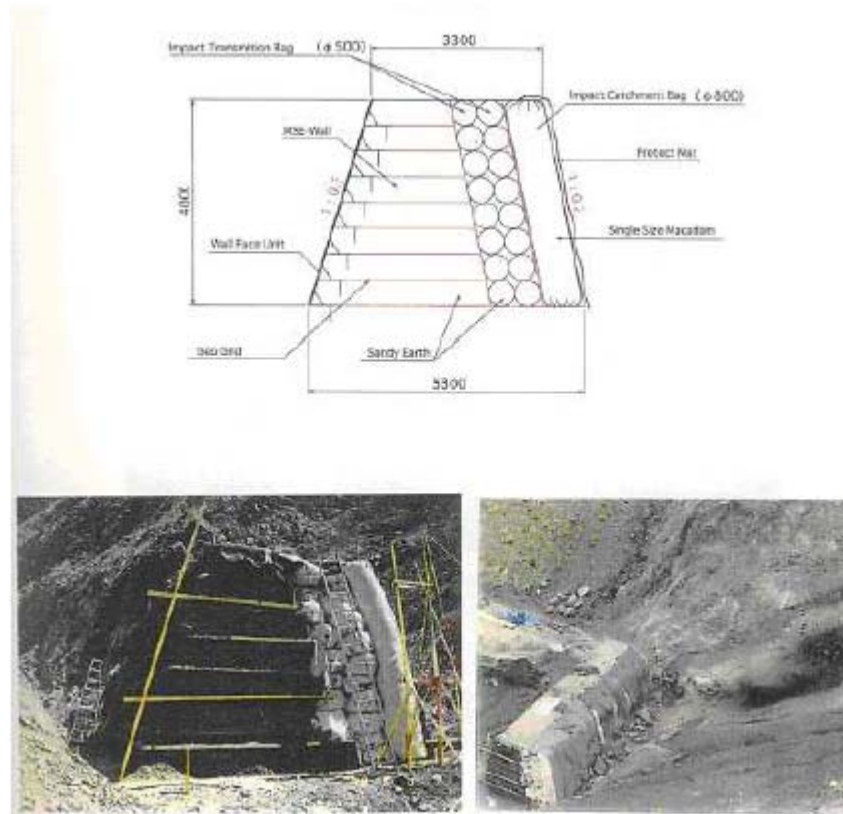 3300
Impact Transmition Bag (φ500)
Impact Catchment Bag (φ800)
MSE-Wall
Protect Net
4000
Single Size Macadam
Wall Face Unit
Sandy Earth
5300